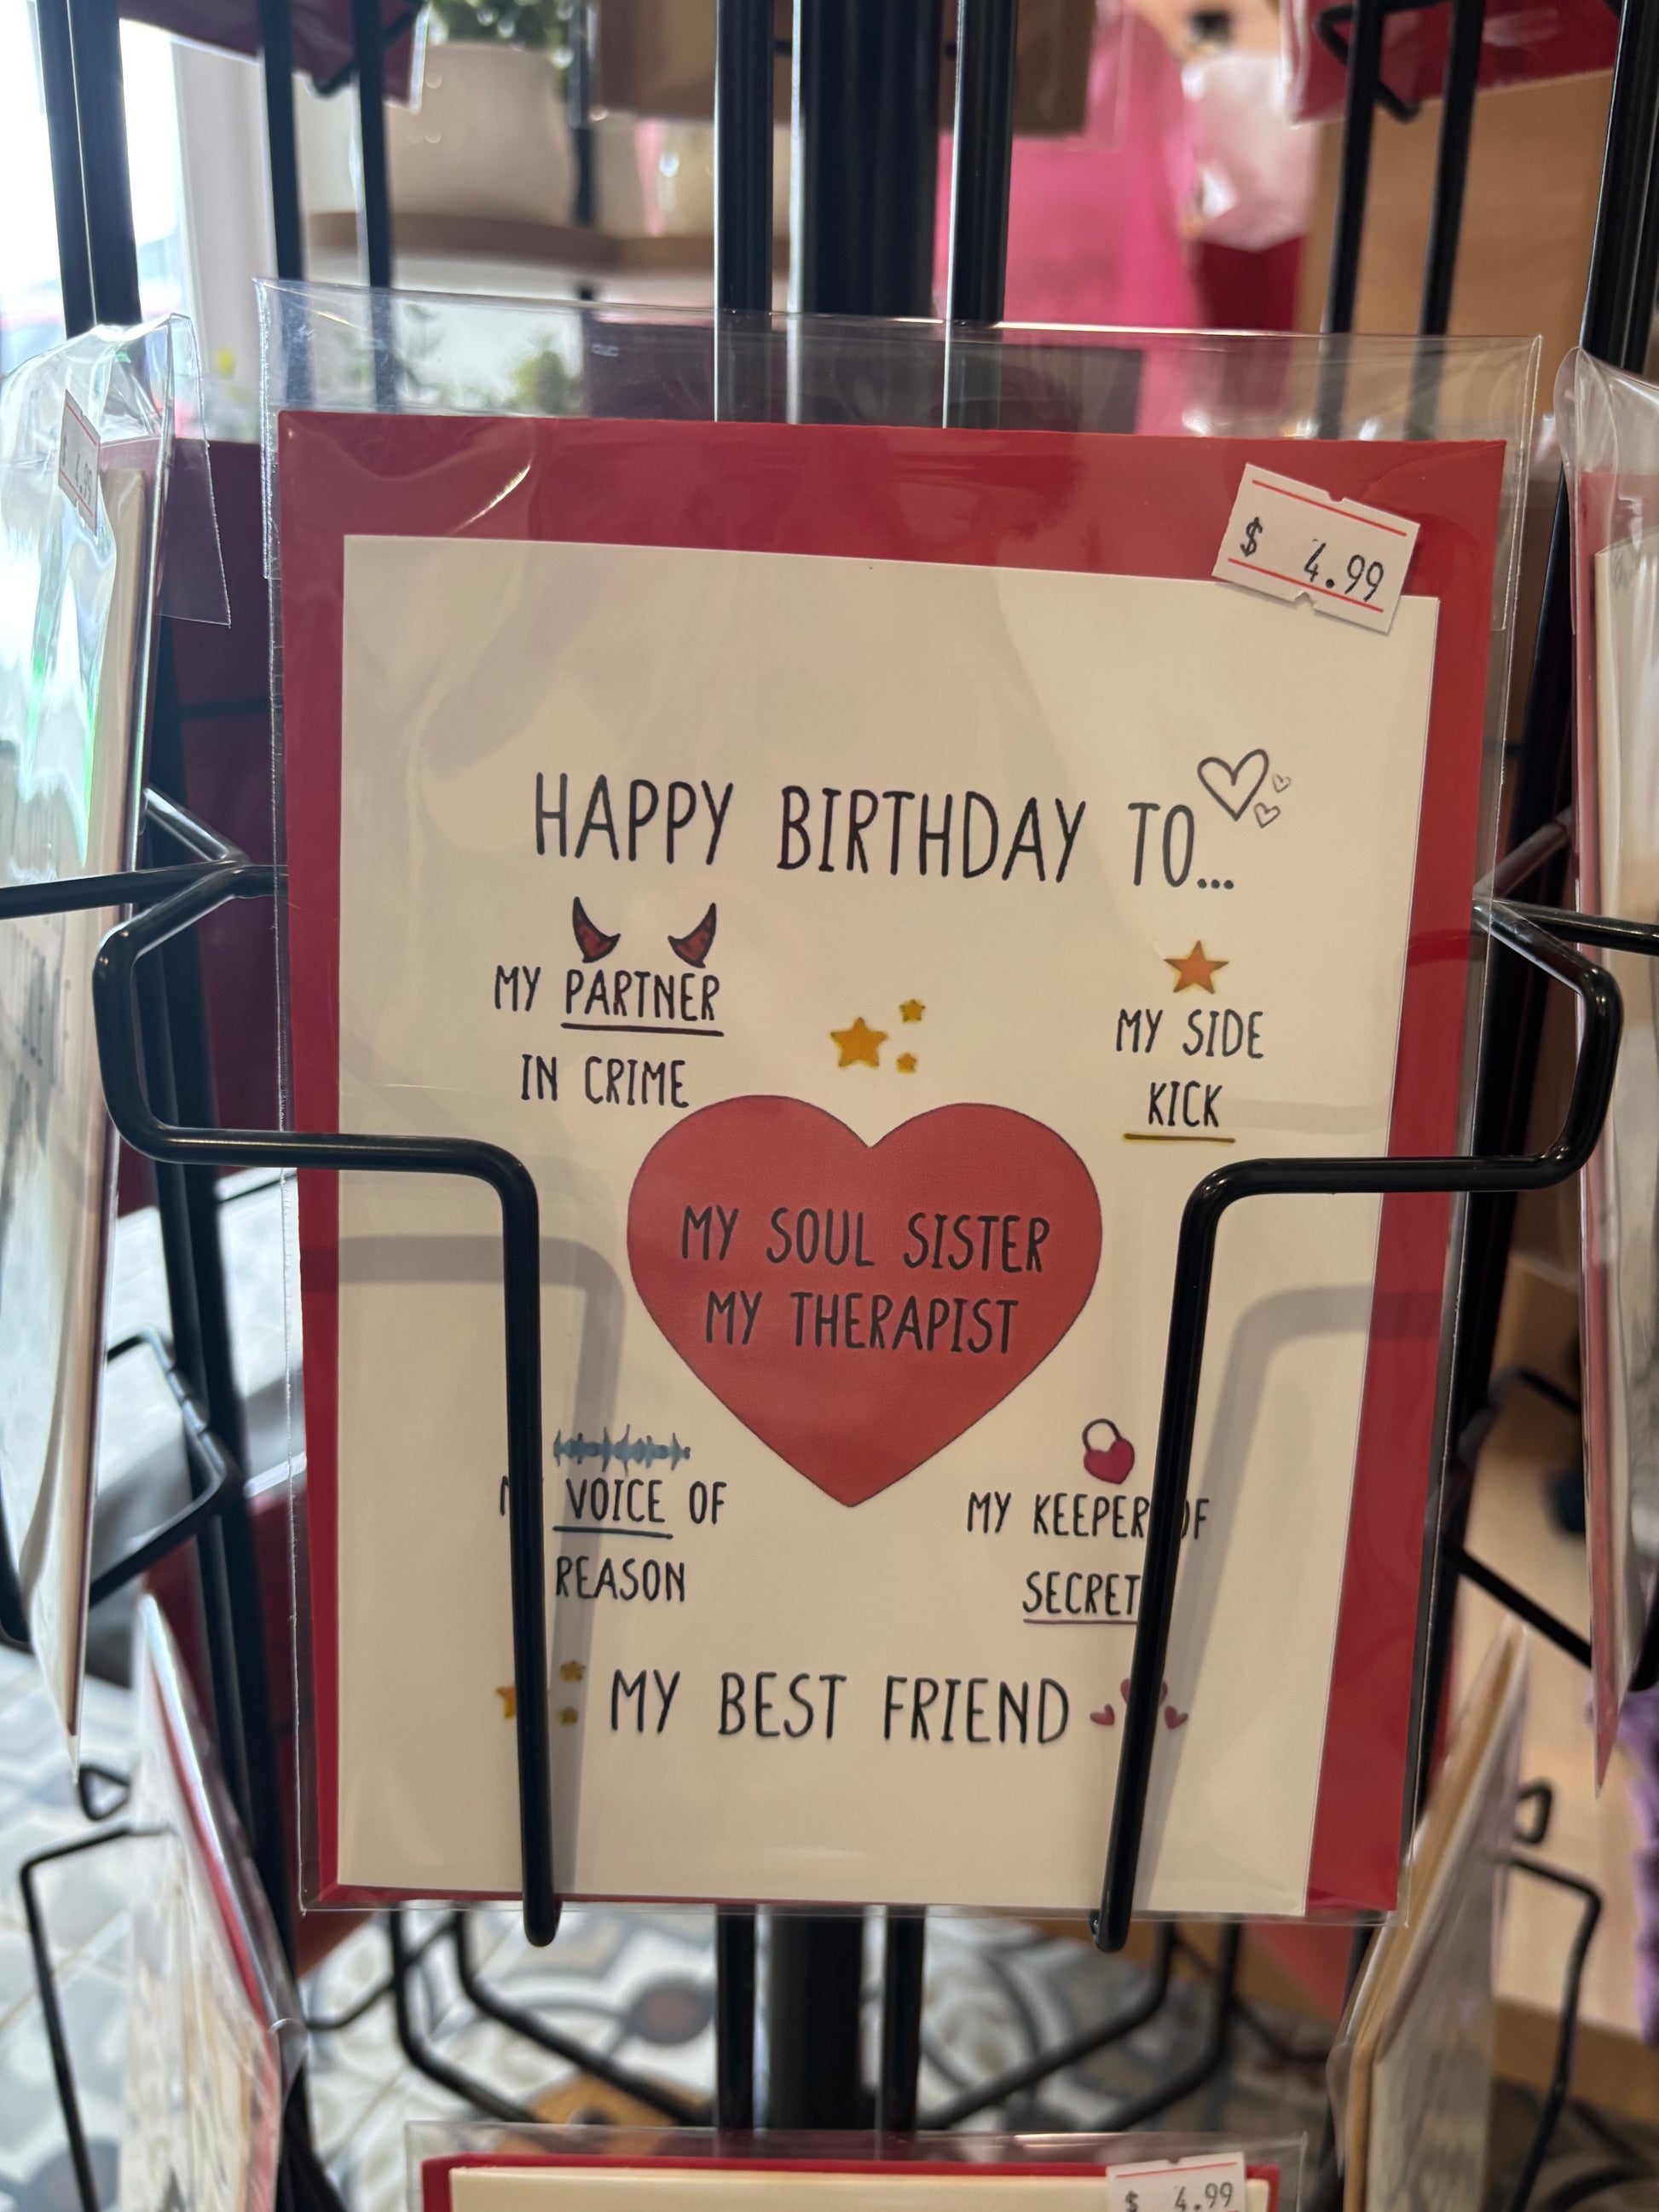 $ 4.99
HAPPY BIRTHDAY TO...
MY PARTNER
IN CRIME
MY SIDE
KICK
MY SOUL SISTER
MY THERAPIST
VOICE OF
REASON
MY KEEPER OF
SECRET
MY BEST FRIEND
$ 4.99